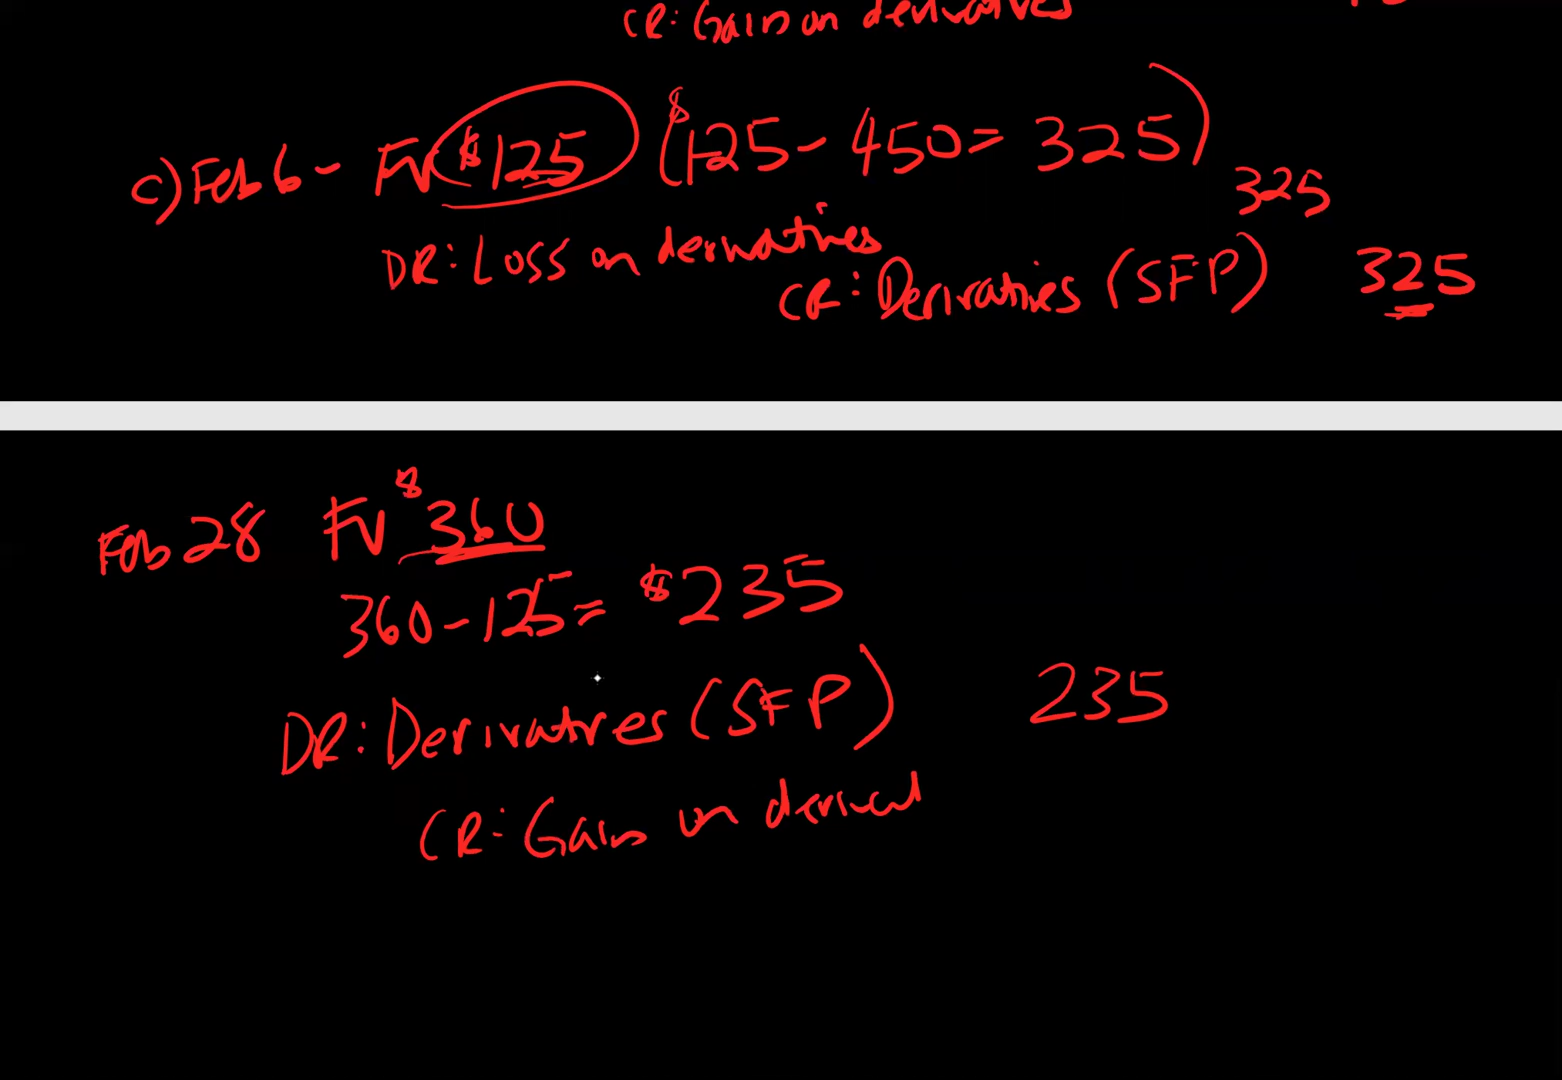 CR: Gain on derivatives
c) Feb 6 - FV $125 ($125 - 450 = 325)
DR: Loss on derivatives 325
CR: Derivatives (SFP) 325
Feb 28 FV $360
360 - 125 = $235
DR: Derivatives (SFP) 235
CR: Gain on derivat